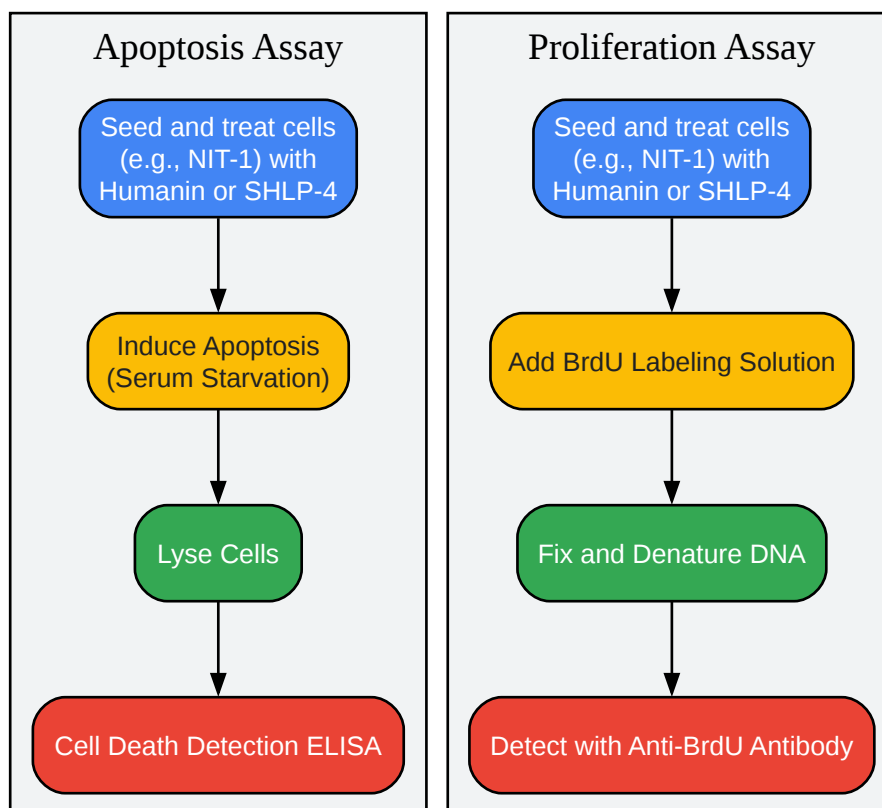 Apoptosis Assay
Seed and treat cells
(e.g., NIT-1) with
Humanin or SHLP-4
Induce Apoptosis
(Serum Starvation)
Lyse Cells
Cell Death Detection ELISA
Proliferation Assay
Seed and treat cells
(e.g., NIT-1) with
Humanin or SHLP-4
Add BrdU Labeling Solution
Fix and Denature DNA
Detect with Anti-BrdU Antibody